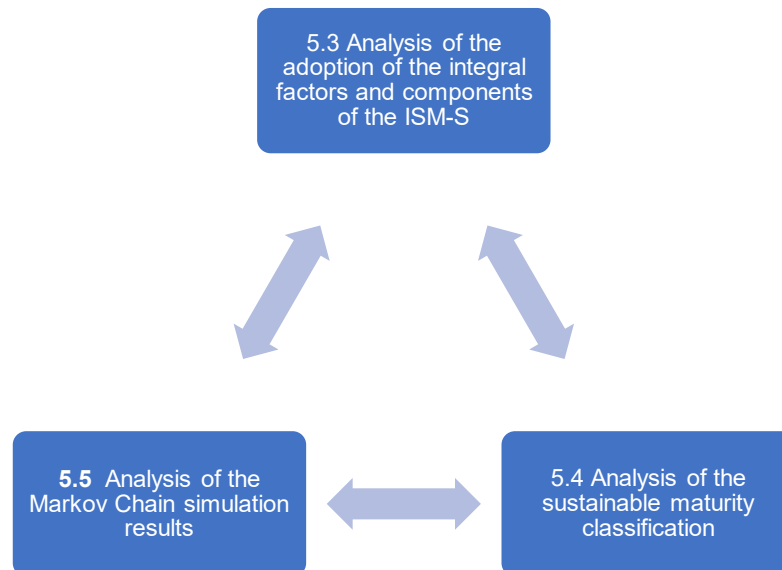 5.3 Analysis of the
adoption of the integral
factors and components
of the ISM-S
5.5 Analysis of the
Markov Chain simulation
results
5.4 Analysis of the
sustainable maturity
classification